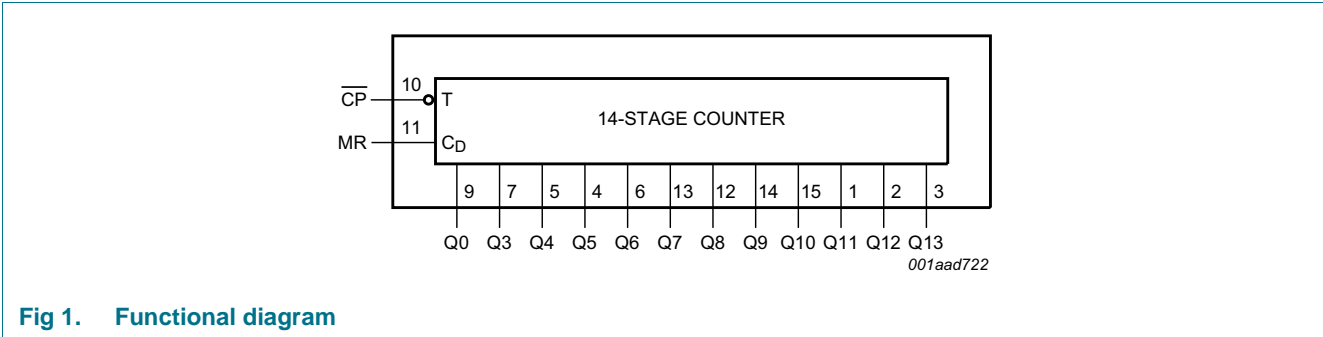 10
C̅P̅ T
14-STAGE COUNTER
11
MR CD
9 7 5 4 6 13 12 14 15 1 2 3
Q0 Q3 Q4 Q5 Q6 Q7 Q8 Q9 Q10 Q11 Q12 Q13
001aad722
Fig 1. Functional diagram